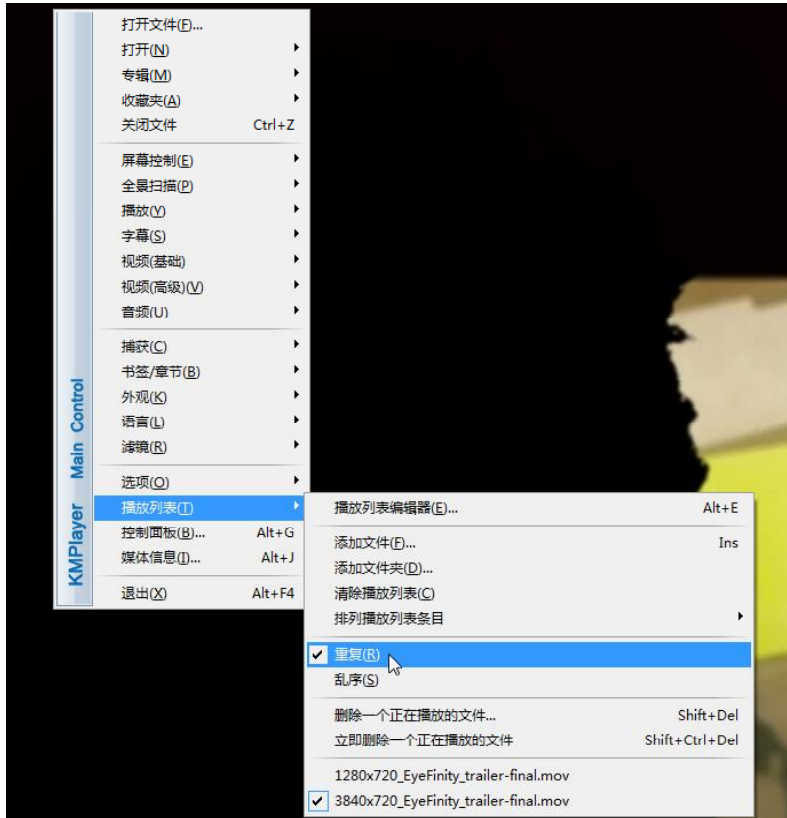 打开文件(F)...
打开(N)
专辑(M)
收藏夹(A)
关闭文件 Ctrl+Z
屏幕控制(E)
全景扫描(P)
播放(Y)
字幕(S)
视频(基础)
视频(高级)(V)
音频(U)
捕获(C)
书签/章节(B)
外观(K)
语言(L)
滤镜(R)
选项(O)
播放列表(T)
控制面板(B)... Alt+G
媒体信息(J)... Alt+J
退出(X) Alt+F4
KMPlayer Main Control
播放列表编辑器(E)... Alt+E
添加文件(F)... Ins
添加文件夹(D)...
清除播放列表(C)
排列播放列表条目
重复(R)
乱序(S)
删除一个正在播放的文件... Shift+Del
立即删除一个正在播放的文件 Shift+Ctrl+Del
1280x720_EyeFinity_trailer-final.mov
3840x720_EyeFinity_trailer-final.mov